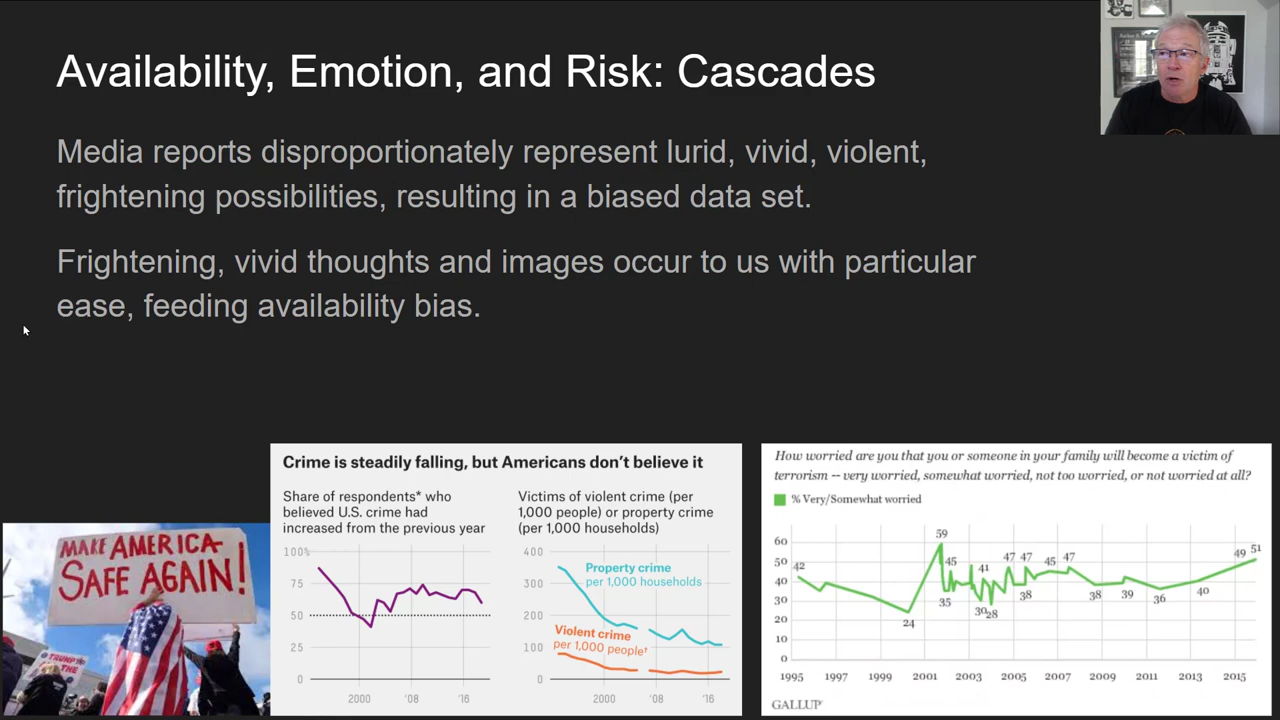 Availability, Emotion, and Risk: Cascades
Media reports disproportionately represent lurid, vivid, violent,
frightening possibilities, resulting in a biased data set.
Frightening, vivid thoughts and images occur to us with particular
ease, feeding availability bias.
MAKE AMERICA
SAFE AGAIN!
TRUMP
THE
Crime is steadily falling, but Americans don't believe it
Share of respondents* who
believed U.S. crime had
increased from the previous year
100%
75
50
25
0
2000
'08
'16
Victims of violent crime (per
1,000 people) or property crime
(per 1,000 households)
400
300
200
100
0
Property crime
per 1,000 households
Violent crime
per 1,000 people†
2000
'08
'16
How worried are you that you or someone in your family will become a victim of
terrorism -- very worried, somewhat worried, not too worried, or not worried at all?
% Very/Somewhat worried
60
50
40
30
20
10
0
42
24
59
35
45
41
30
28
47
38
47
45
47
38
39
36
40
49
51
1995
1997
1999
2001
2003
2005
2007
2009
2011
2013
2015
GALLUP